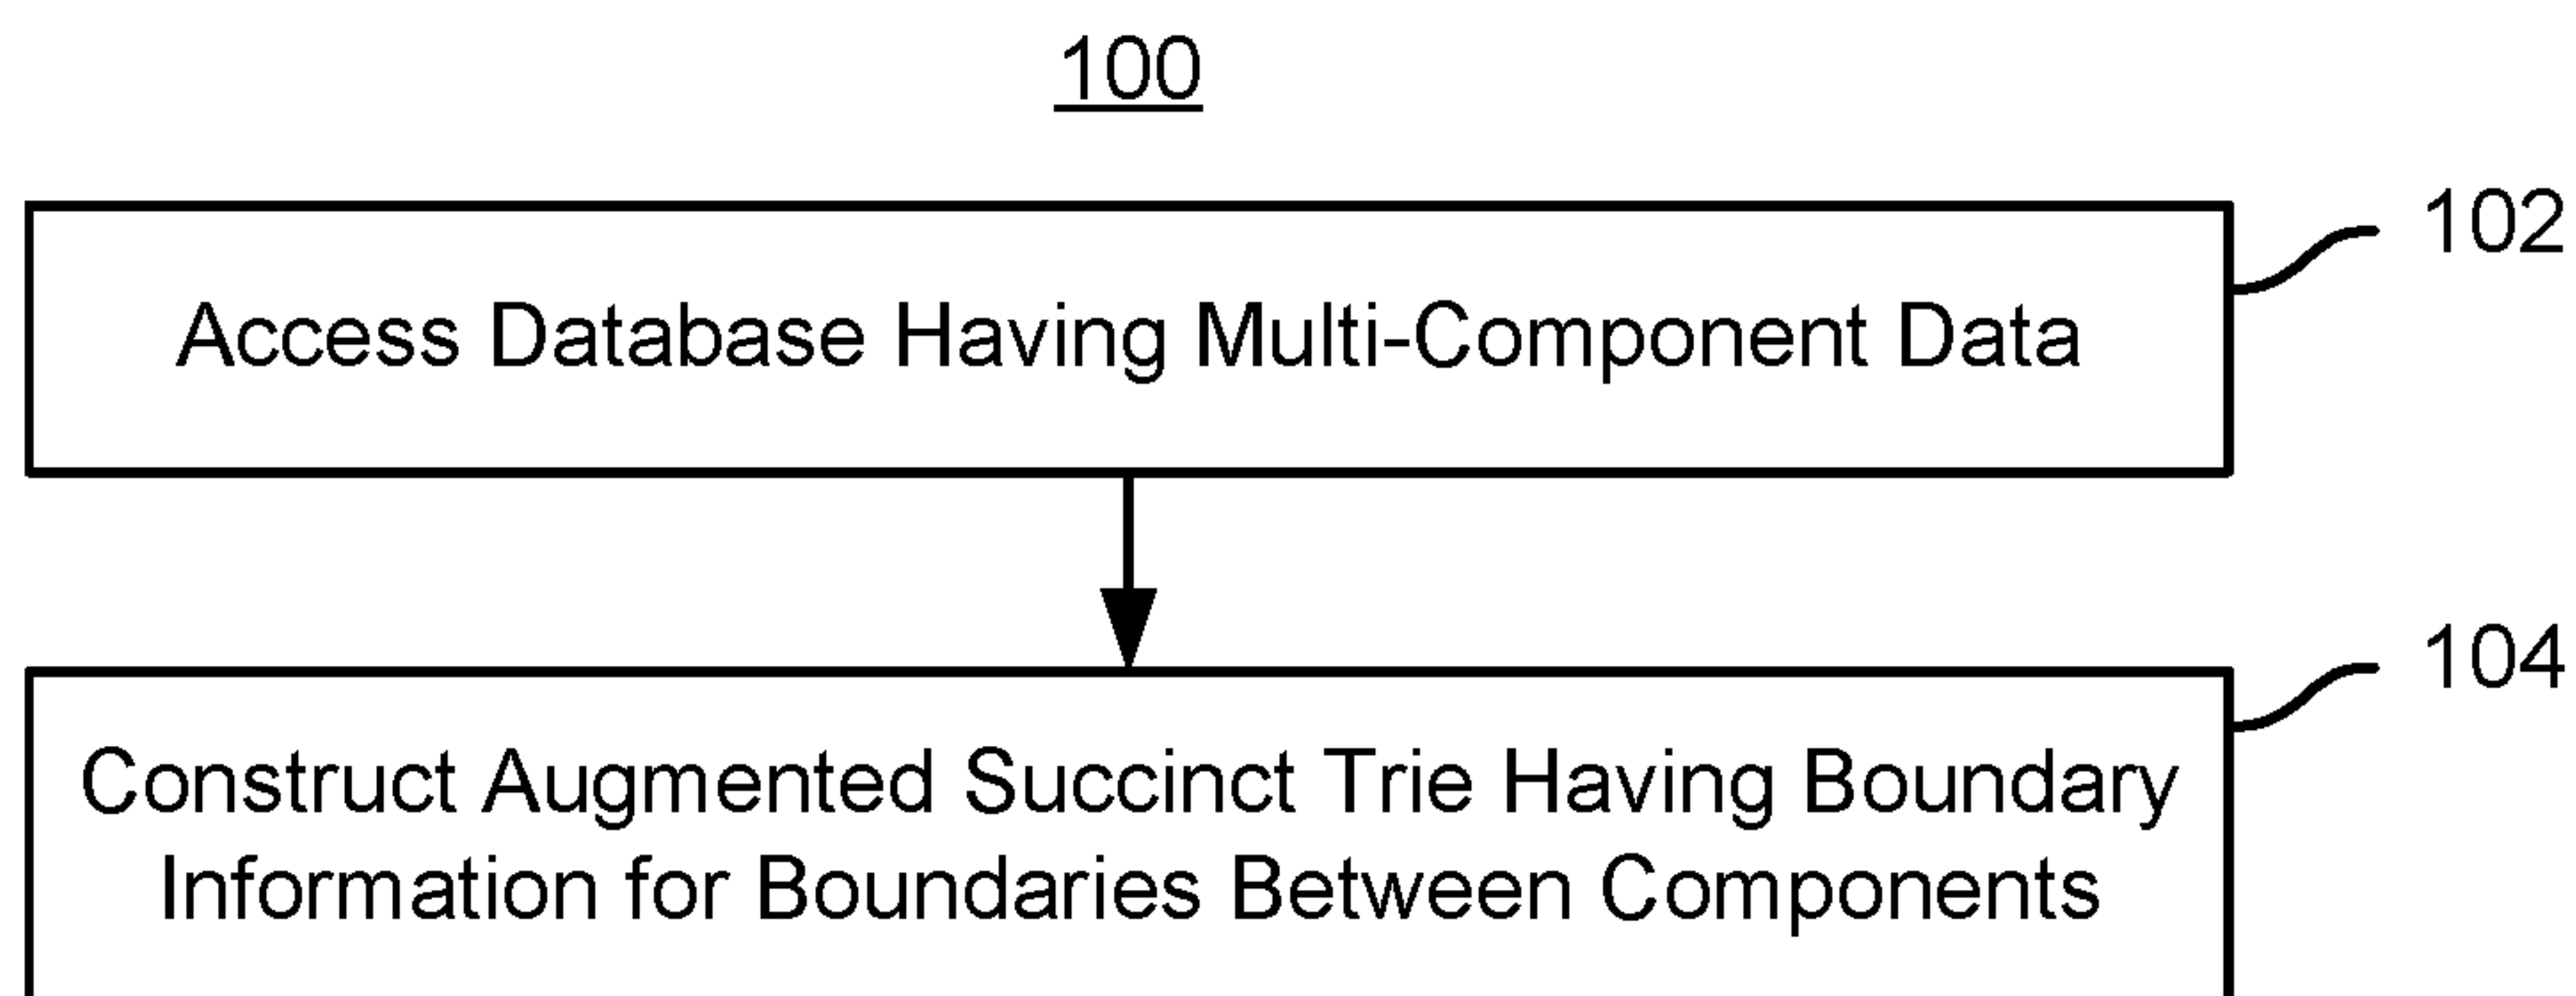 100
102
Access Database Having Multi-Component Data
104
Construct Augmented Succinct Trie Having Boundary
Information for Boundaries Between Components